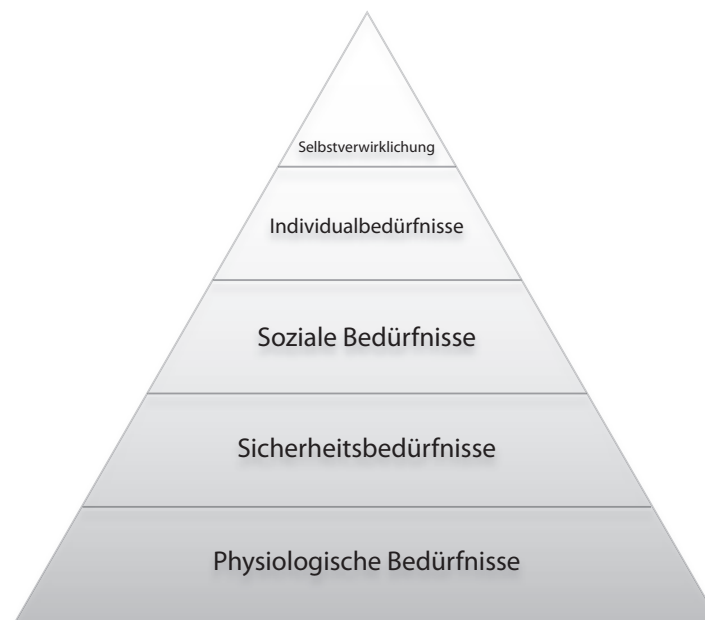 Selbstverwirklichung
Individualbedürfnisse
Soziale Bedürfnisse
Sicherheitsbedürfnisse
Physiologische Bedürfnisse